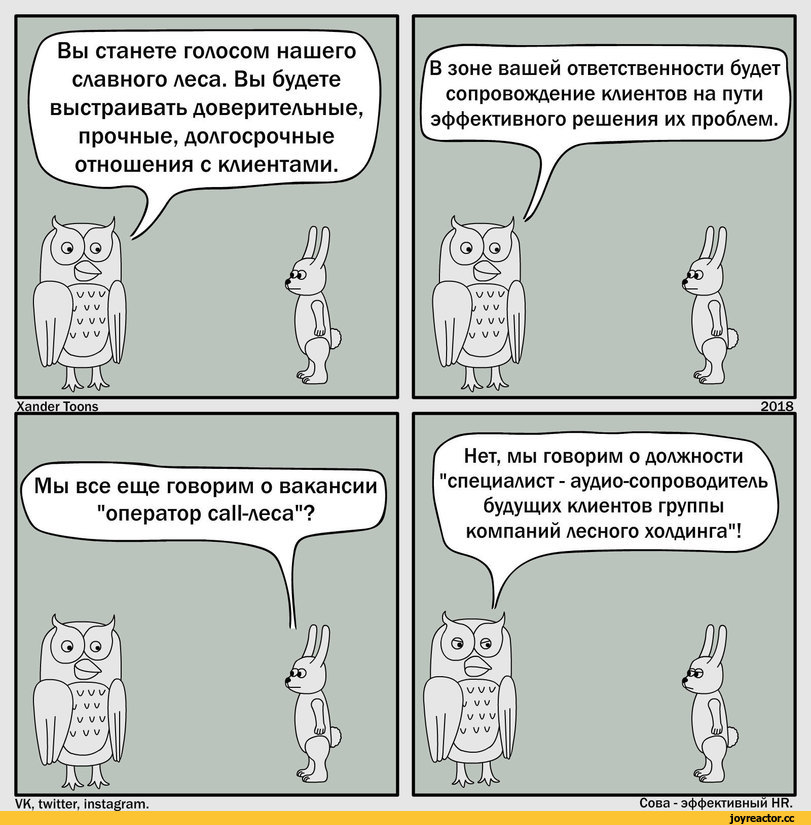 Вы станете голосом нашего
славного леса. Вы будете
выстраивать доверительные,
прочные, долгосрочные
отношения с клиентами.
В зоне вашей ответственности будет
сопровождение клиентов на пути
эффективного решения их проблем.
Xander Toons
2018
Мы все еще говорим о вакансии
"оператор call-леса"?
Нет, мы говорим о должности
"специалист - аудио-сопроводитель
будущих клиентов группы
компаний лесного холдинга"!
VK, twitter, instagram.
Сова - эффективный HR.
joyreactor.cc